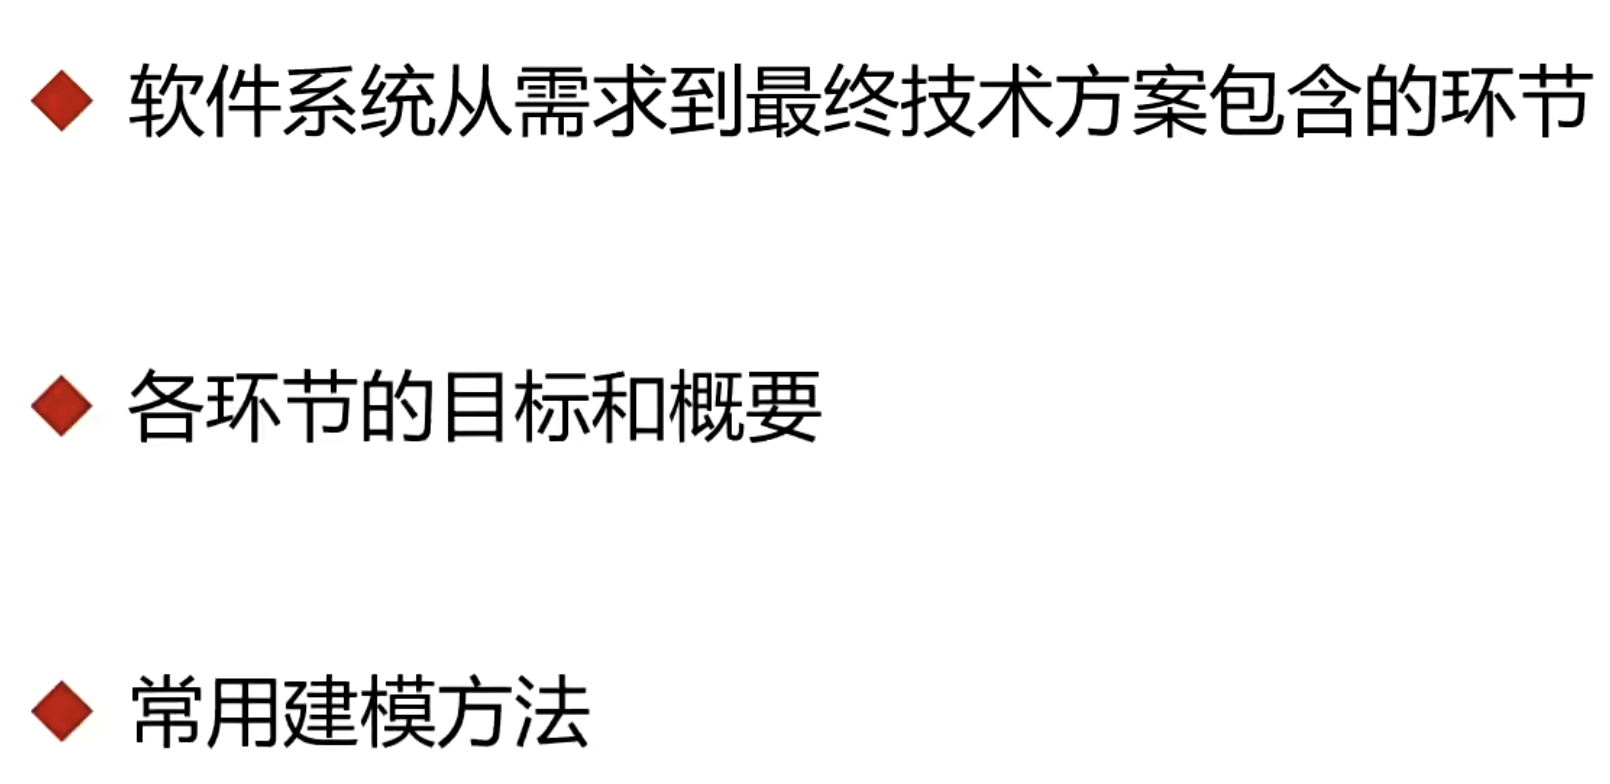 软件系统从需求到最终技术方案包含的环节
各环节的目标和概要
常用建模方法